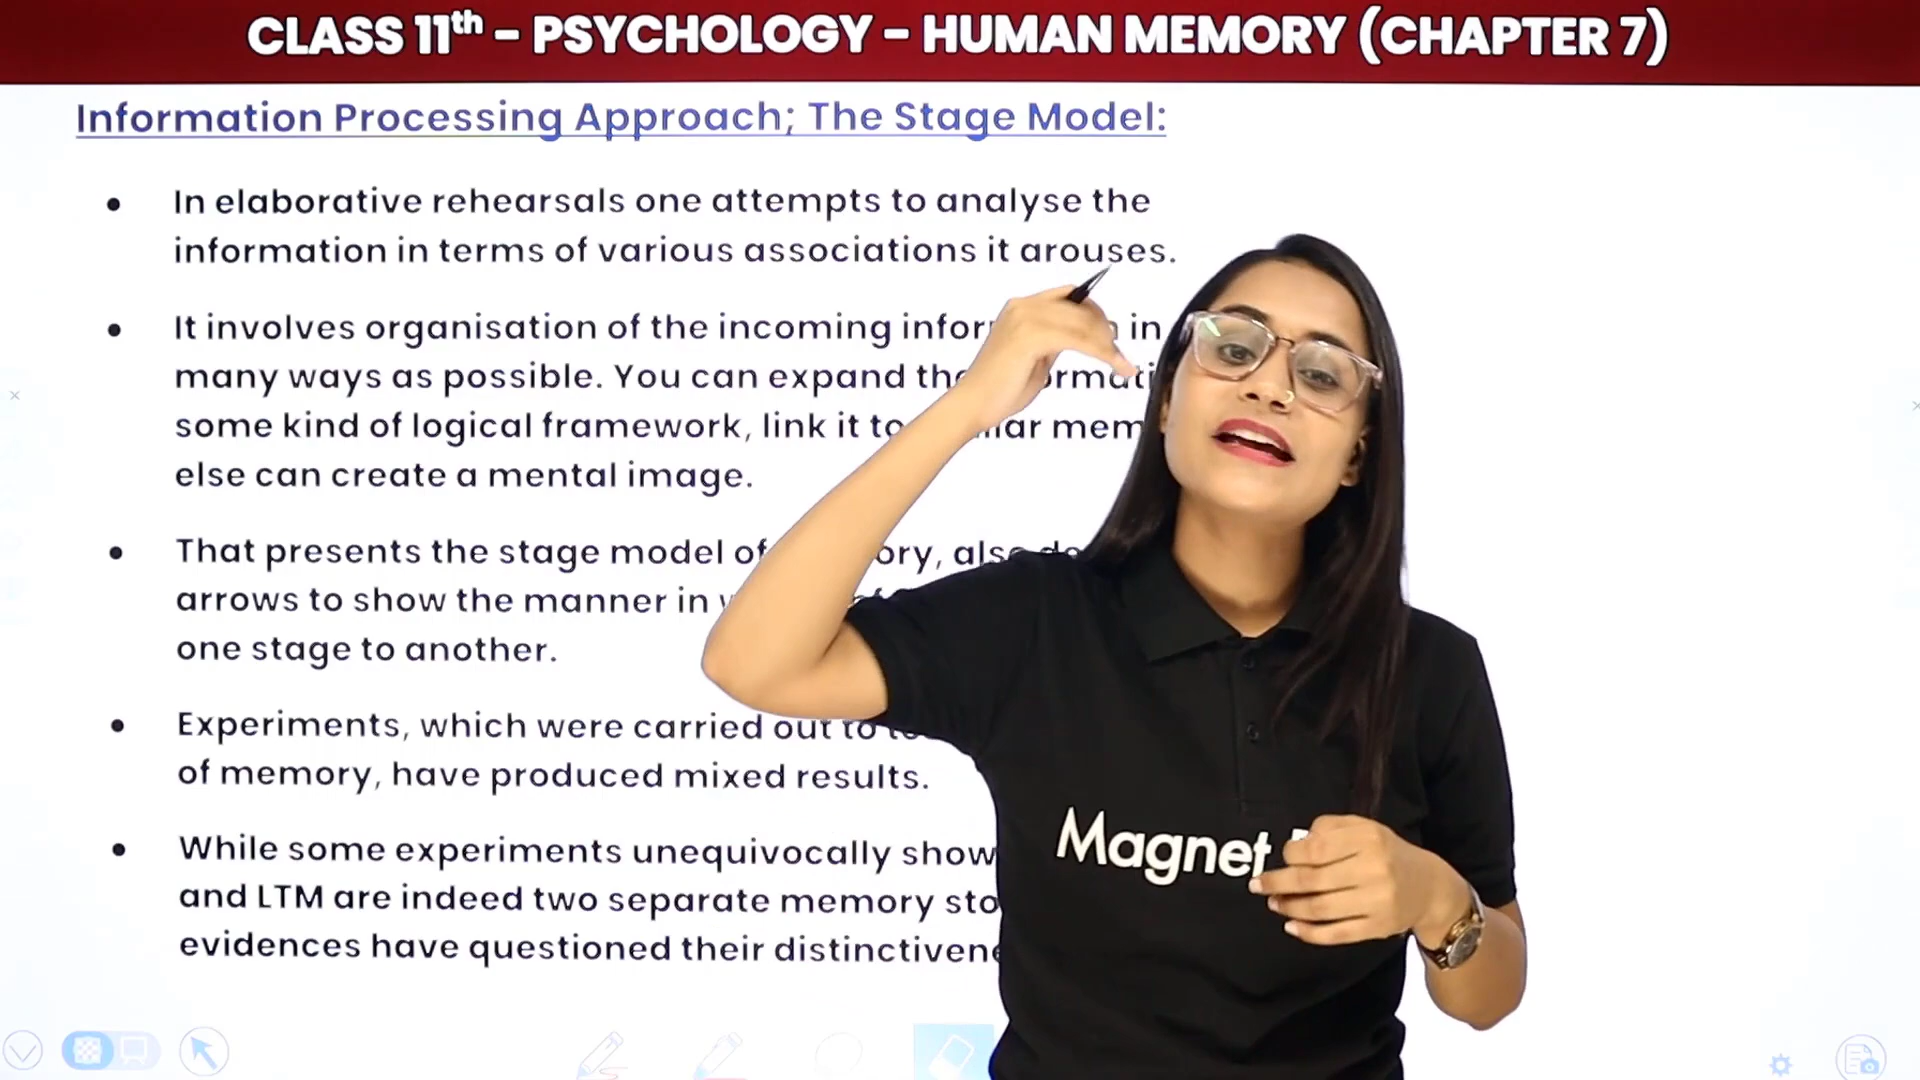 CLASS 11th – PSYCHOLOGY – HUMAN MEMORY (CHAPTER 7)
Information Processing Approach; The Stage Model:
• In elaborative rehearsals one attempts to analyse the
information in terms of various associations it arouses.
• It involves organisation of the incoming in
many ways as possible. You can expand
some kind of logical framework, link it to
else can create a mental image.
• That presents the stage model of
arrows to show the manner in
one stage to another.
• Experiments, which were carried out to
of memory, have produced mixed results.
• While some experiments unequivocally show
and LTM are indeed two separate memory
evidences have questioned their
Magnet